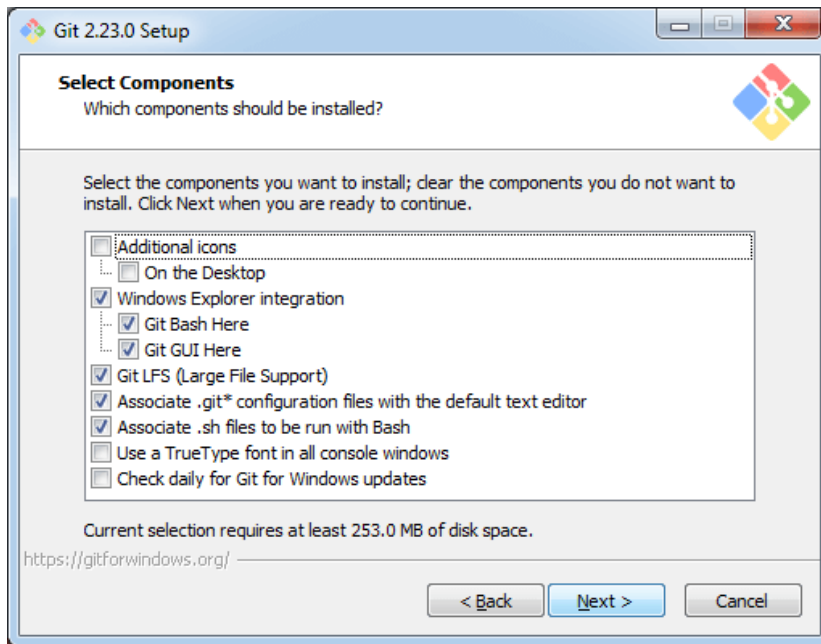 Git 2.23.0 Setup
Select Components
Which components should be installed?
Select the components you want to install; clear the components you do not want to
install. Click Next when you are ready to continue.
Additional icons
On the Desktop
Windows Explorer integration
Git Bash Here
Git GUI Here
Git LFS (Large File Support)
Associate .git* configuration files with the default text editor
Associate .sh files to be run with Bash
Use a TrueType font in all console windows
Check daily for Git for Windows updates
Current selection requires at least 253.0 MB of disk space.
https://gitforwindows.org/
< Back Next > Cancel